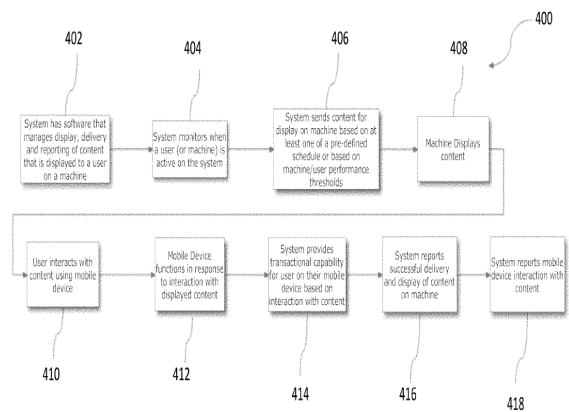 402
404
406
408
400
System has software that
manages display, delivery
and reporting of content
that is displayed to a user
on a machine
System monitors when
a user (or machine) is
active on the system
System sends content for
display on machine based on at
least one of a pre-defined
schedule or based on
machine/user performance
thresholds
Machine Displays
content
User interacts with
content using mobile
device
Mobile Device
functions in response
to interaction with
displayed content
System provides
transactional capability
for user on their mobile
device based on
interaction with content
System reports
successful delivery
and display of content
on machine
System reports mobile
device interaction with
content
410
412
414
416
418